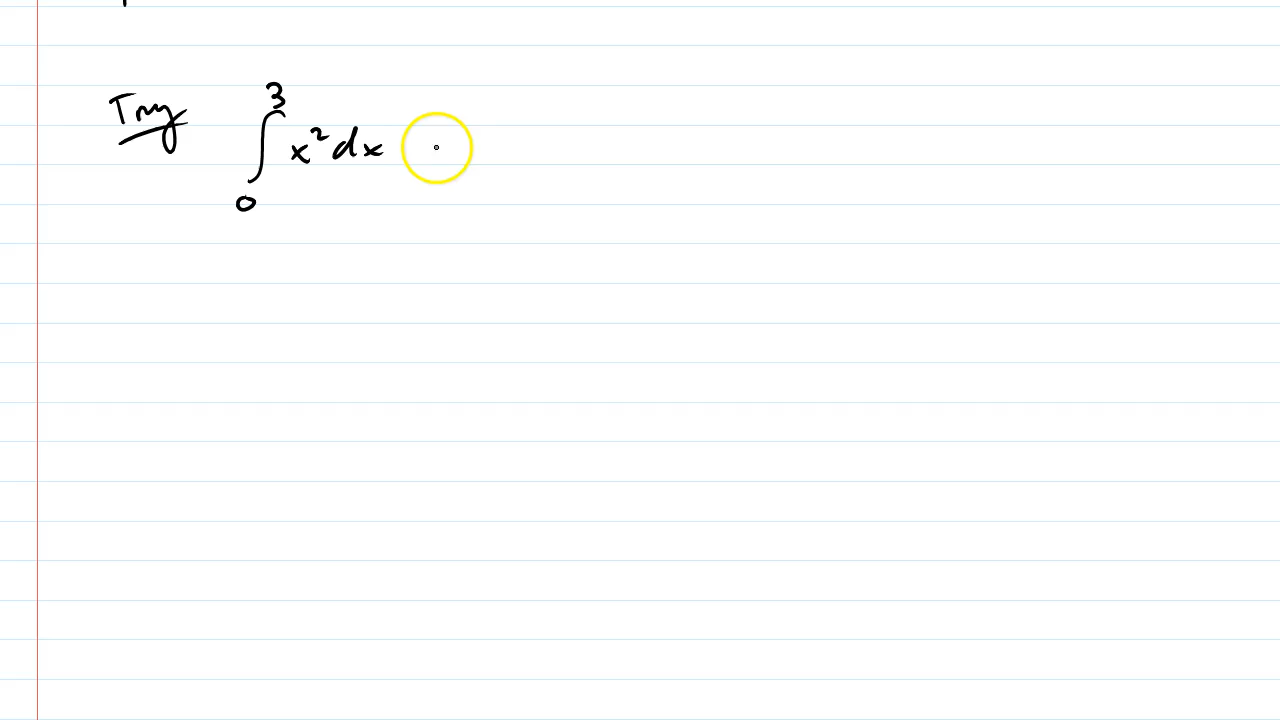 Try ∫₀³ x² dx